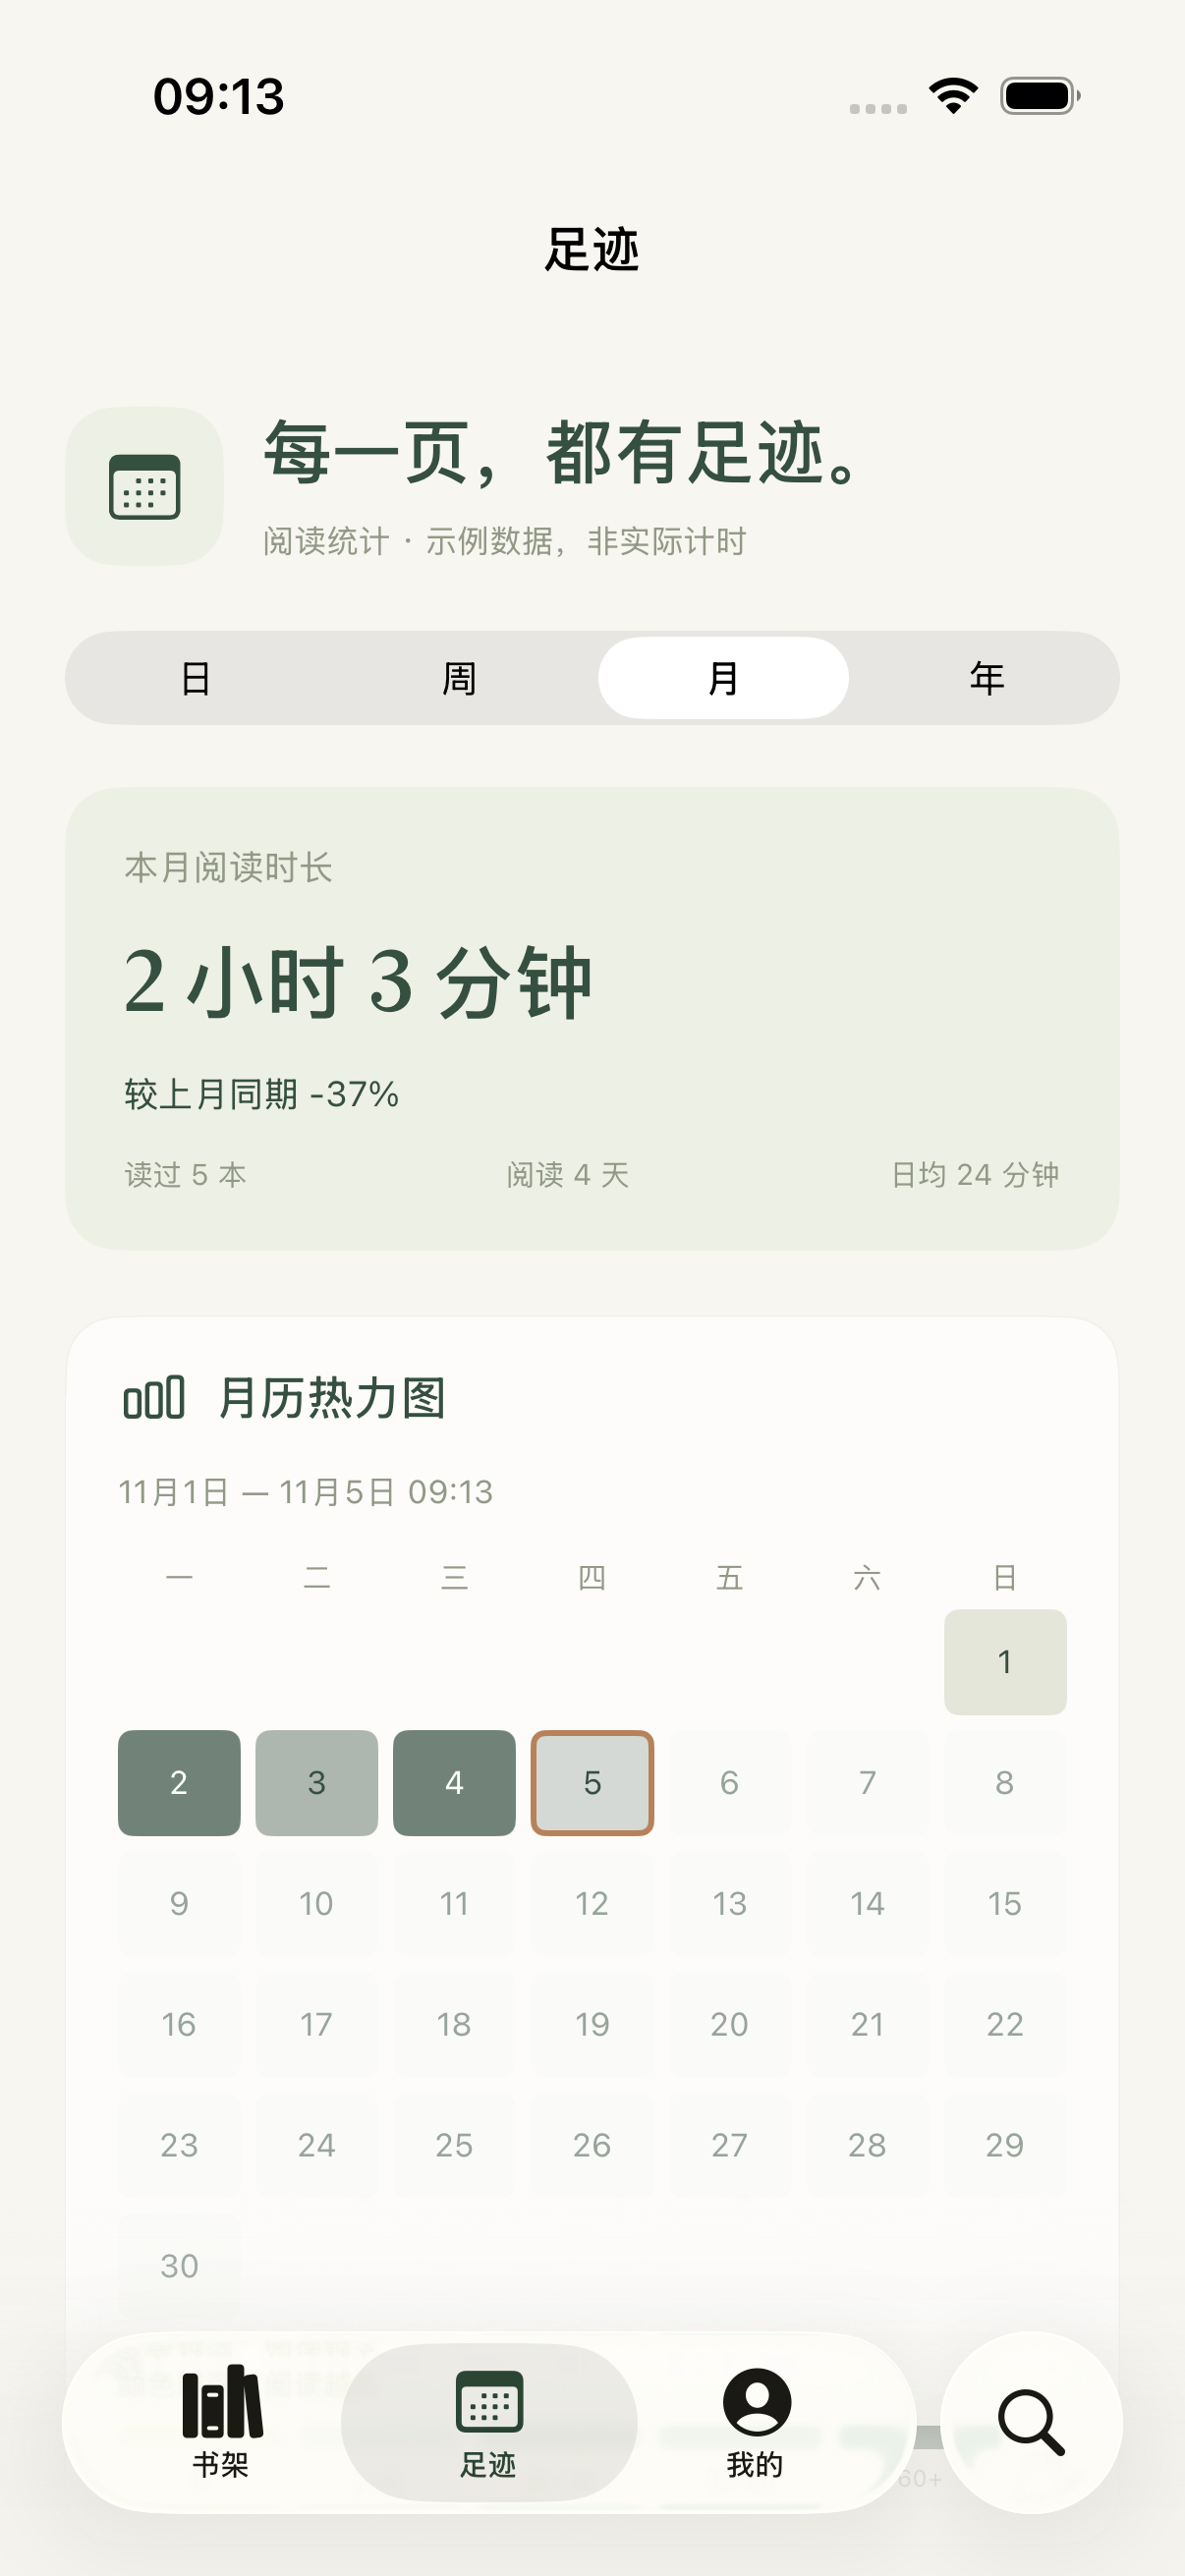 09:13
足迹
每一页，都有足迹。
阅读统计 · 示例数据，非实际计时
日 周 月 年
本月阅读时长
2 小时 3 分钟
较上月同期 -37%
读过 5 本 阅读 4 天 日均 24 分钟
月历热力图
11月1日 — 11月5日 09:13
一 二 三 四 五 六 日
1
2 3 4 5 6 7 8
9 10 11 12 13 14 15
16 17 18 19 20 21 22
23 24 25 26 27 28 29
30
60+
书架 足迹 我的